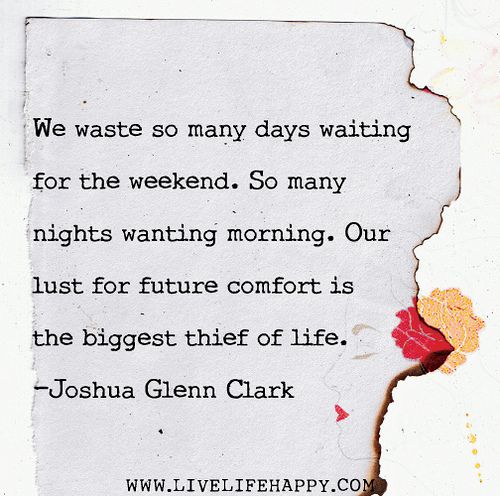 We waste so many days waiting
for the weekend. So many
nights wanting morning. Our
lust for future comfort is
the biggest thief of life.
-Joshua Glenn Clark
WWW.LIVELIFEHAPPY.COM